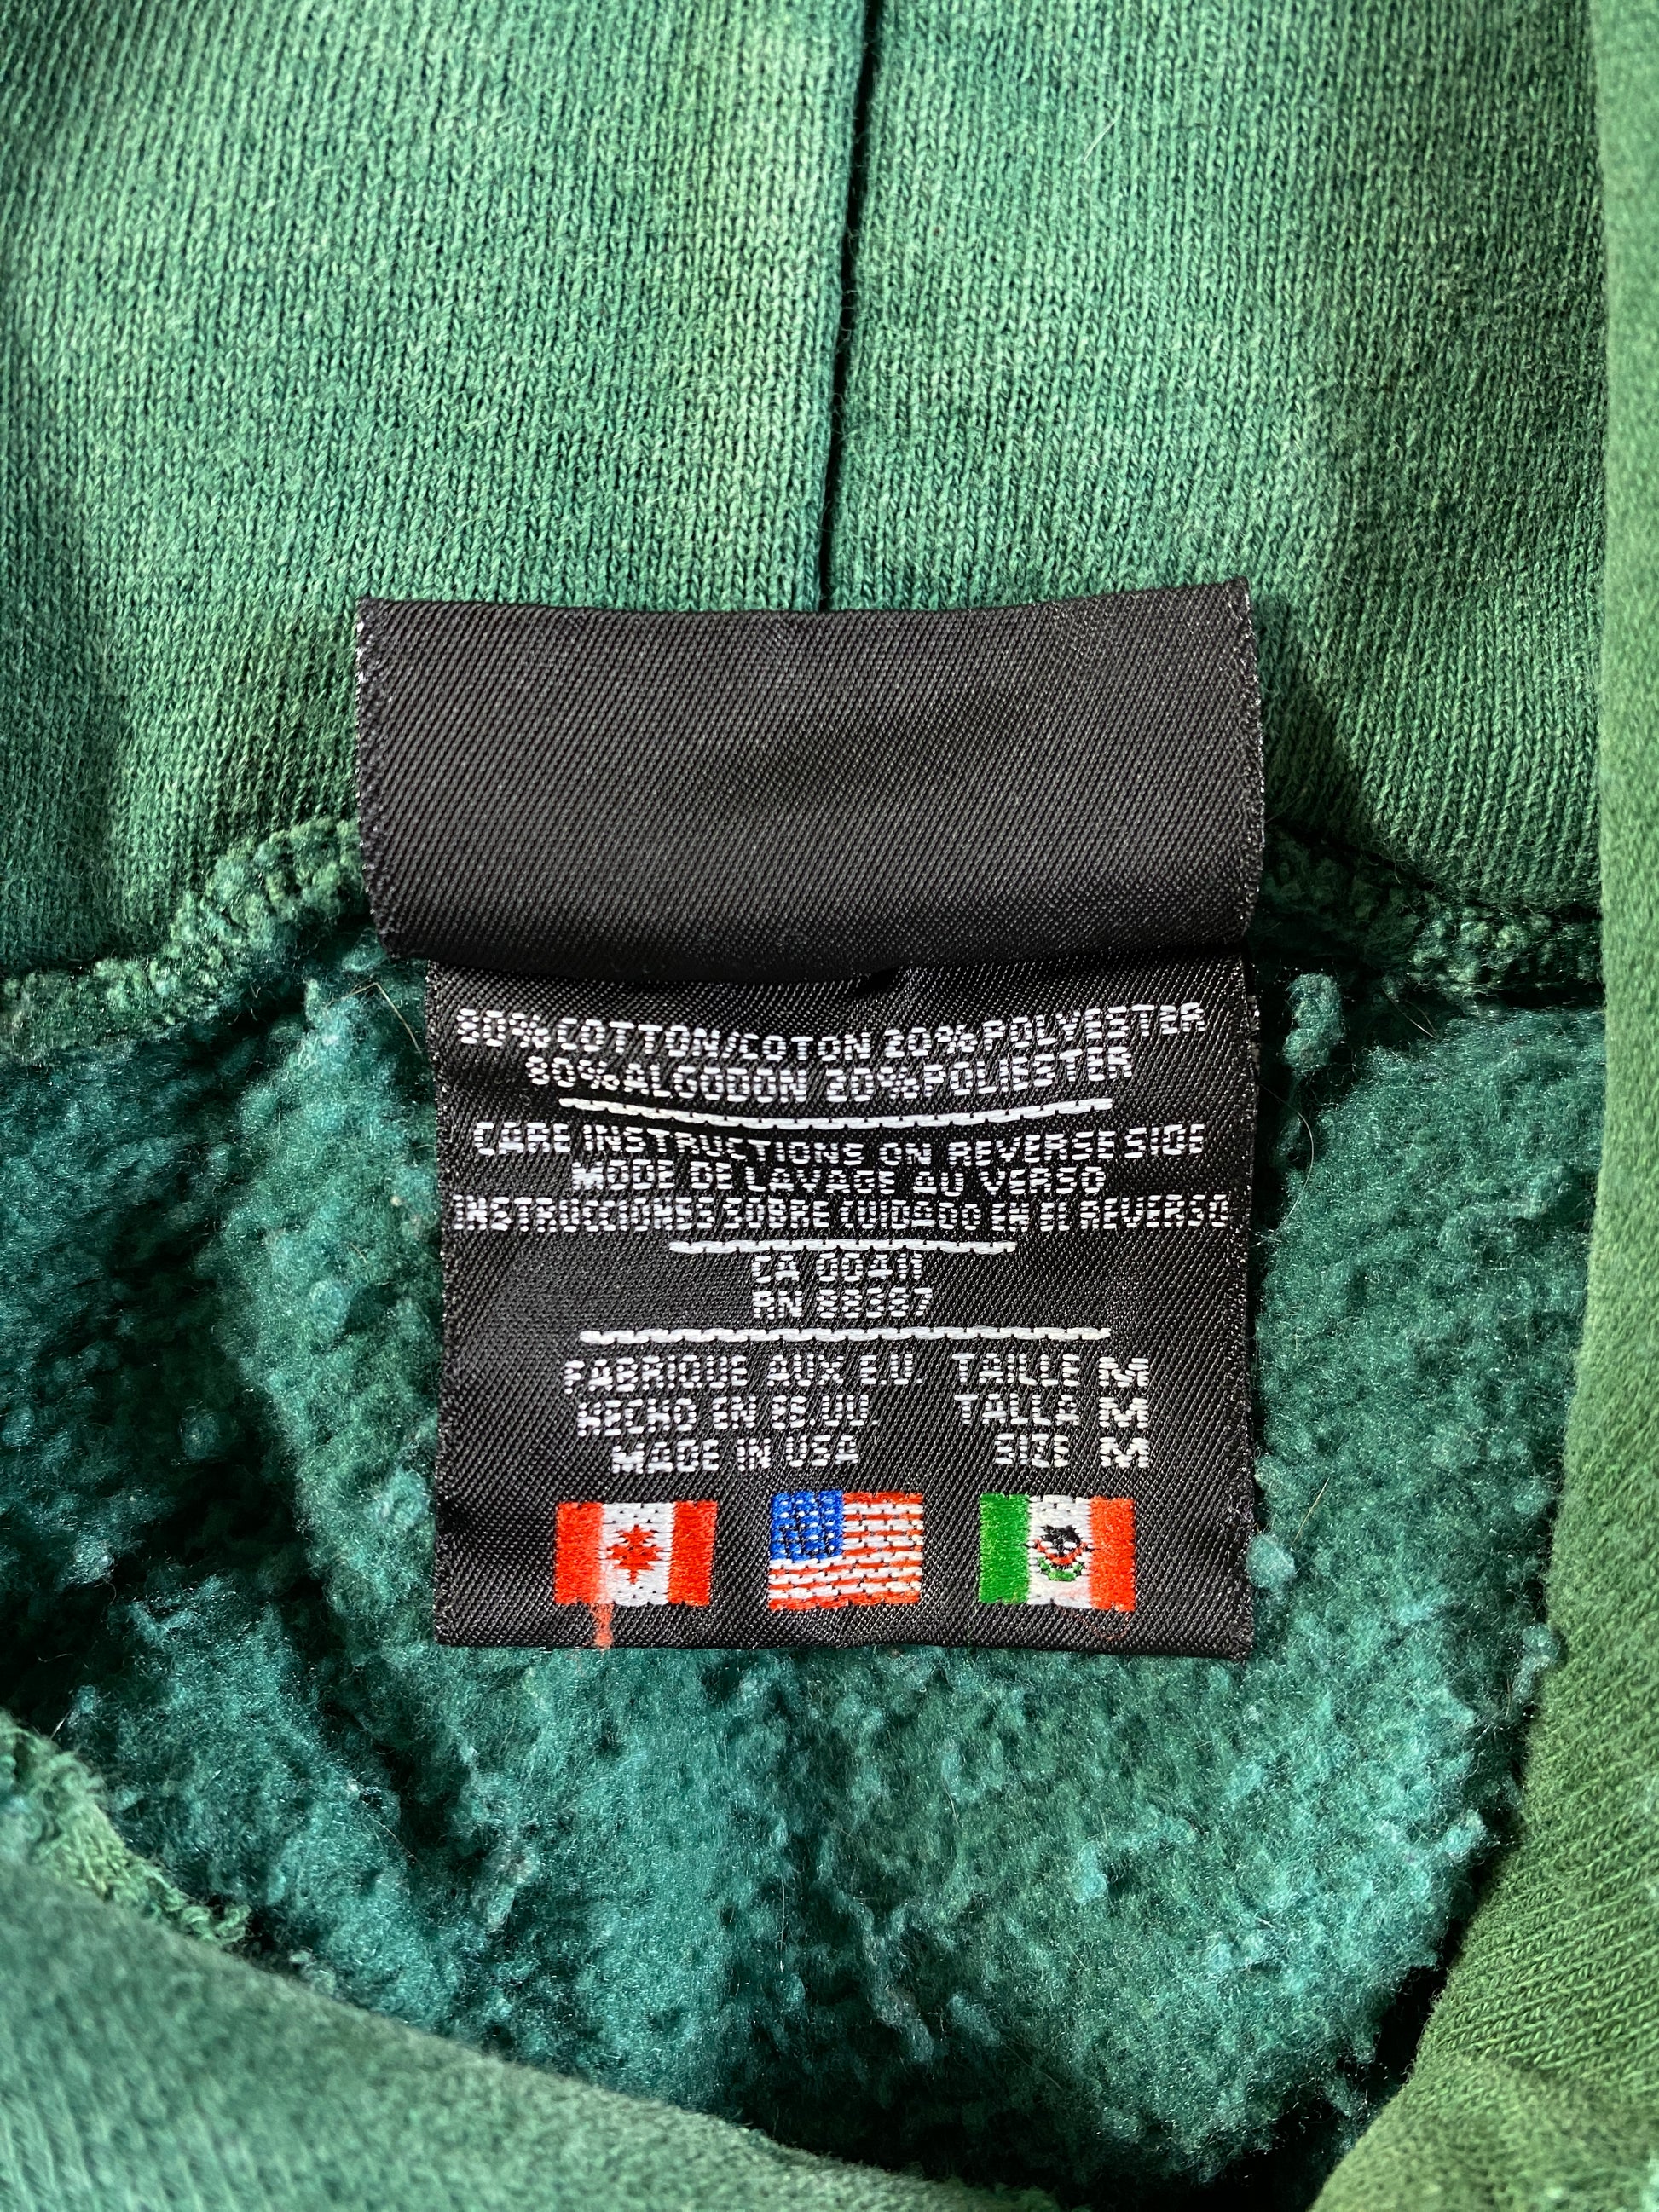 80% COTTON/COTON 20% POLYESTER
80% ALGODON 20% POLIESTER
CARE INSTRUCTIONS ON REVERSE SIDE
MODE DE LAVAGE AU VERSO
INSTRUCCIONES SOBRE CUIDADO EN EL REVERSO
CA 00411
RN 88387
FABRIQUE AUX E.U. TAILLE M
HECHO EN EE UU. TALLA M
MADE IN USA SIZE M